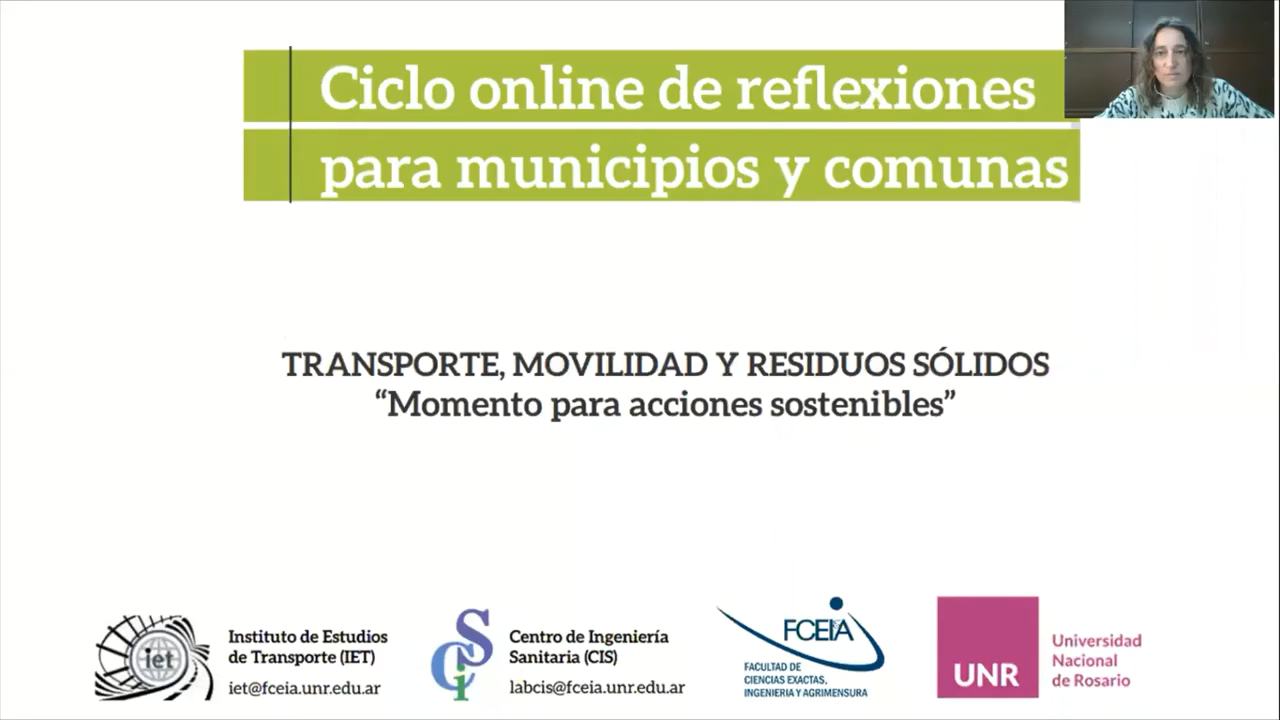 Ciclo online de reflexiones
para municipios y comunas
TRANSPORTE, MOVILIDAD Y RESIDUOS SÓLIDOS
“Momento para acciones sostenibles”
iet
Instituto de Estudios
de Transporte (IET)
iet@fceia.unr.edu.ar
CiS
Centro de Ingeniería
Sanitaria (CIS)
labcis@fceia.unr.edu.ar
FCEIA
FACULTAD DE
CIENCIAS EXACTAS,
INGENIERIA Y AGRIMENSURA
UNR
Universidad
Nacional
de Rosario